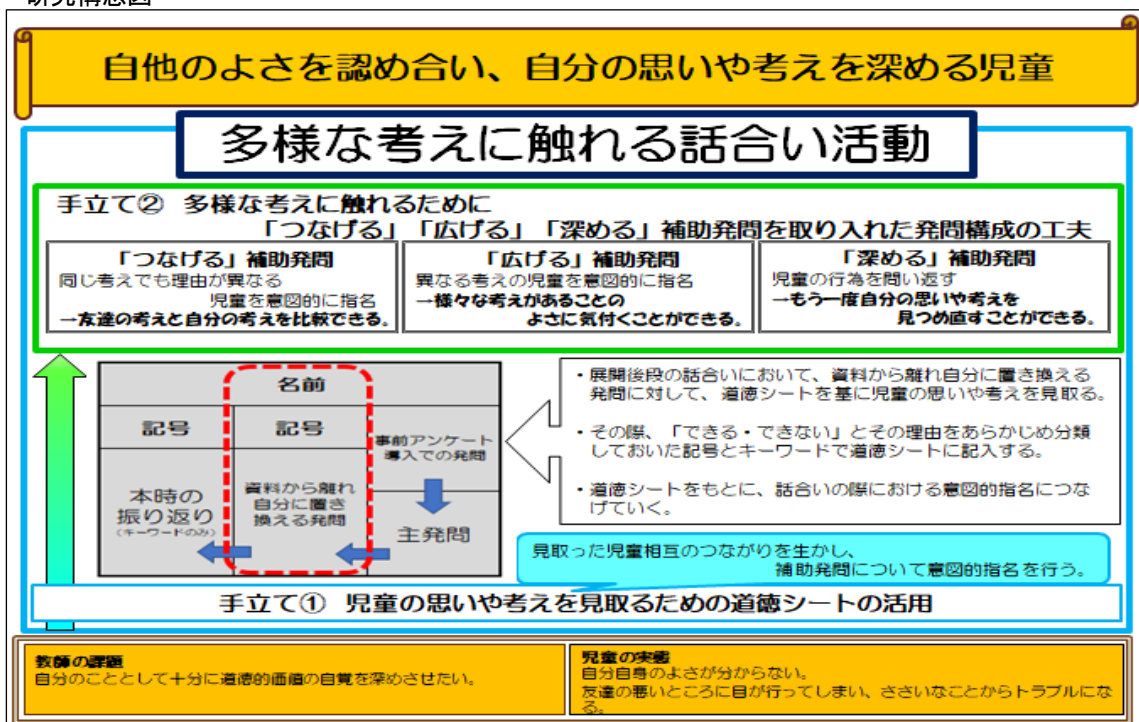 研究構想図
自他のよさを認め合い、自分の思いや考えを深める児童
多様な考えに触れる話合い活動
手立て② 多様な考えに触れるために
「つなげる」「広げる」「深める」補助発問を取り入れた発問構成の工夫
「つなげる」補助発問
同じ考えでも理由が異なる
児童を意図的に指名
→友達の考えと自分の考えを比較できる。
「広げる」補助発問
異なる考えの児童を意図的に指名
→様々な考えがあることの
よさに気付くことができる。
「深める」補助発問
児童の行為を問い返す
→もう一度自分の思いや考えを
見つめ直すことができる。
名前
記号
記号
事前アンケート
導入での発問
本時の
振り返り
(キーワードのみ)
資料から離れ
自分に置き
換える発問
主発問
・展開後段の話合いにおいて、資料から離れ自分に置き換える
発問に対して、道徳シートを基に児童の思いや考えを見取る。
・その際、「できる・できない」とその理由をあらかじめ分類
しておいた記号とキーワードで道徳シートに記入する。
・道徳シートをもとに、話合いの際における意図的指名につな
げていく。
見取った児童相互のつながりを生かし、
補助発問について意図的指名を行う。
手立て① 児童の思いや考えを見取るための道徳シートの活用
教師の課題
自分のこととして十分に道徳的価値の自覚を深めさせたい。
児童の実態
自分自身のよさが分からない。
友達の悪いところに目が行ってしまい、ささいなことからトラブルにな
る。